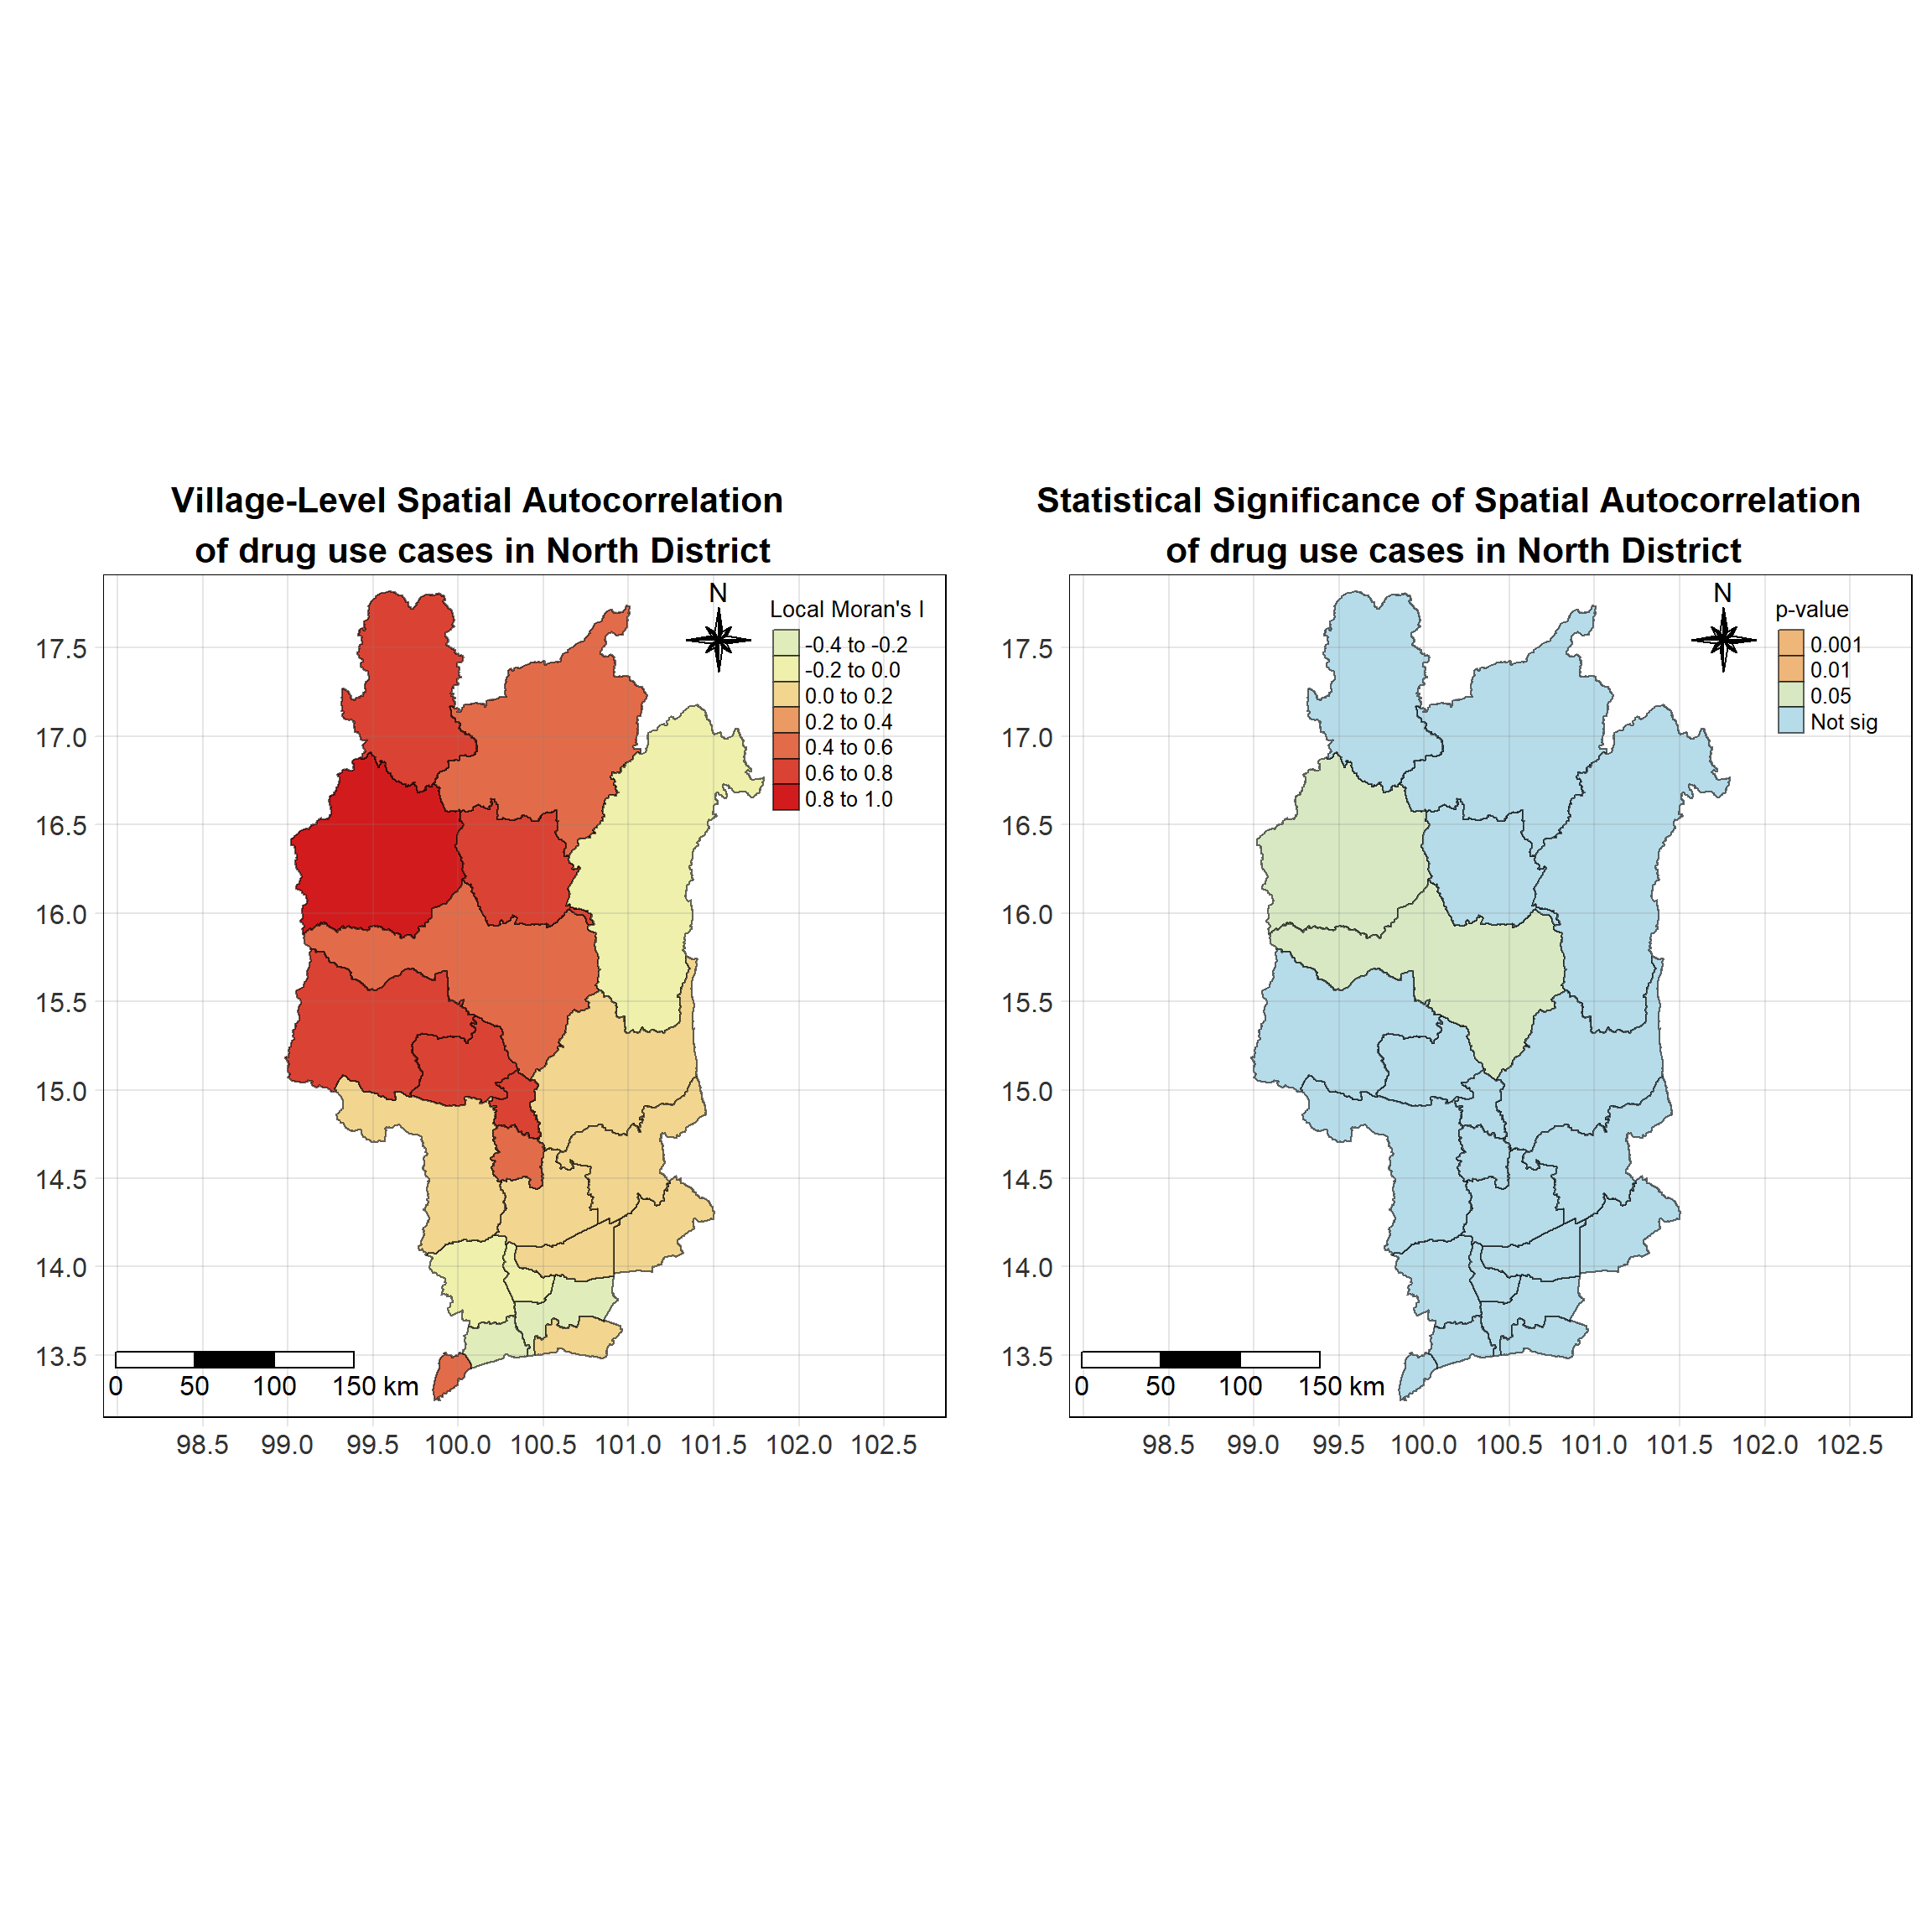 Village-Level Spatial Autocorrelation
of drug use cases in North District
N
Local Moran's I
-0.4 to -0.2
-0.2 to 0.0
0.0 to 0.2
0.2 to 0.4
0.4 to 0.6
0.6 to 0.8
0.8 to 1.0
17.5
17.0
16.5
16.0
15.5
15.0
14.5
14.0
13.5
0 50 100 150 km
98.5 99.0 99.5 100.0 100.5 101.0 101.5 102.0 102.5
Statistical Significance of Spatial Autocorrelation
of drug use cases in North District
N
p-value
0.001
0.01
0.05
Not sig
17.5
17.0
16.5
16.0
15.5
15.0
14.5
14.0
13.5
0 50 100 150 km
98.5 99.0 99.5 100.0 100.5 101.0 101.5 102.0 102.5